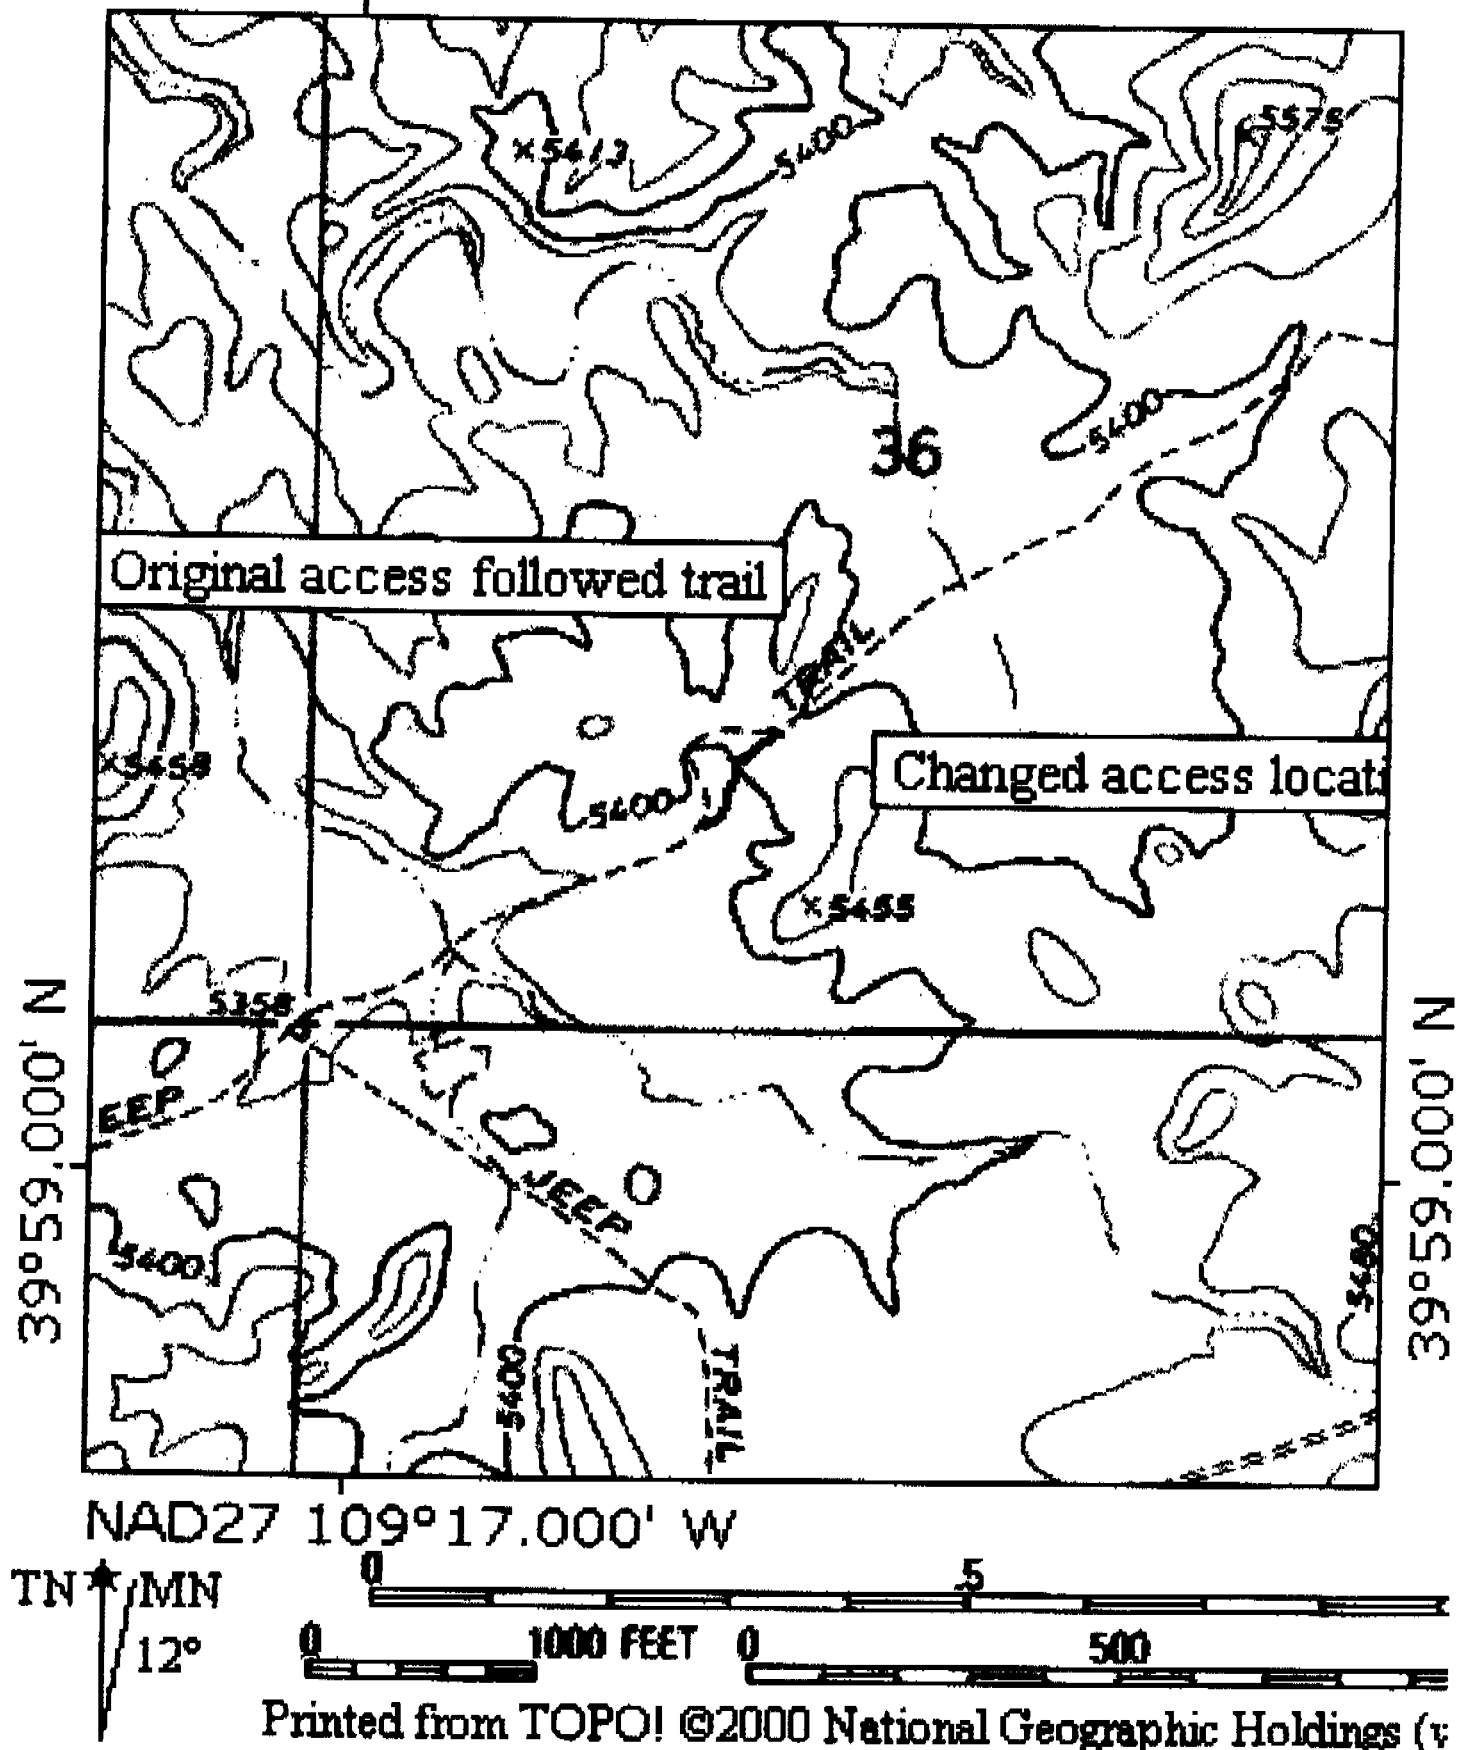 5400
×5413
5575
36
5400
Original access followed trail
TRAIL
×5458
5400
Changed access locati
×5455
5358
39°59.000' N
39°59.000' N
EEP
JEEP
5400
5400
TRAIL
5480
NAD27 109°17.000' W
TN MN
12°
0 .5
0 1000 FEET 0 500
Printed from TOPO! ©2000 National Geographic Holdings (w